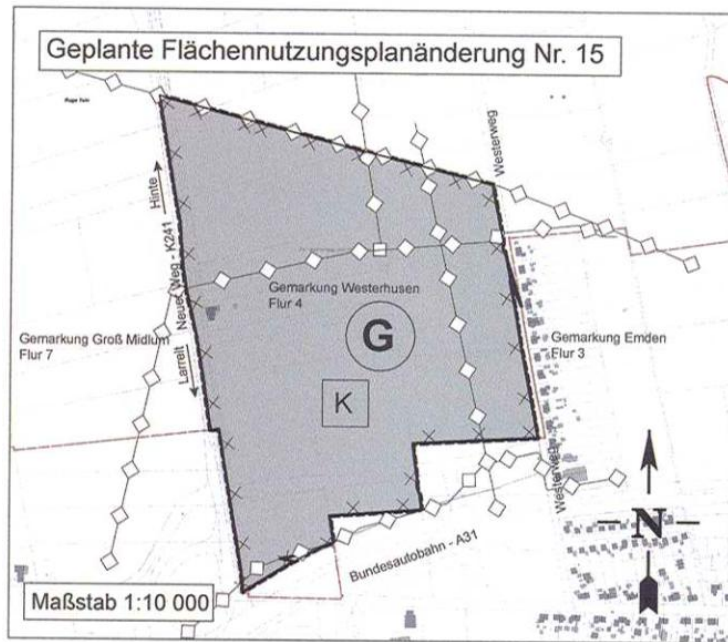 Geplante Flächennutzungsplanänderung Nr. 15
Westerweg
Hinte
Neuer Weg - K241
Larrelt
Gemarkung Westerhusen
Flur 4
G
K
Gemarkung Groß Midlum
Flur 7
Gemarkung Emden
Flur 3
Westerweg
Bundesautobahn - A31
N
Maßstab 1:10 000